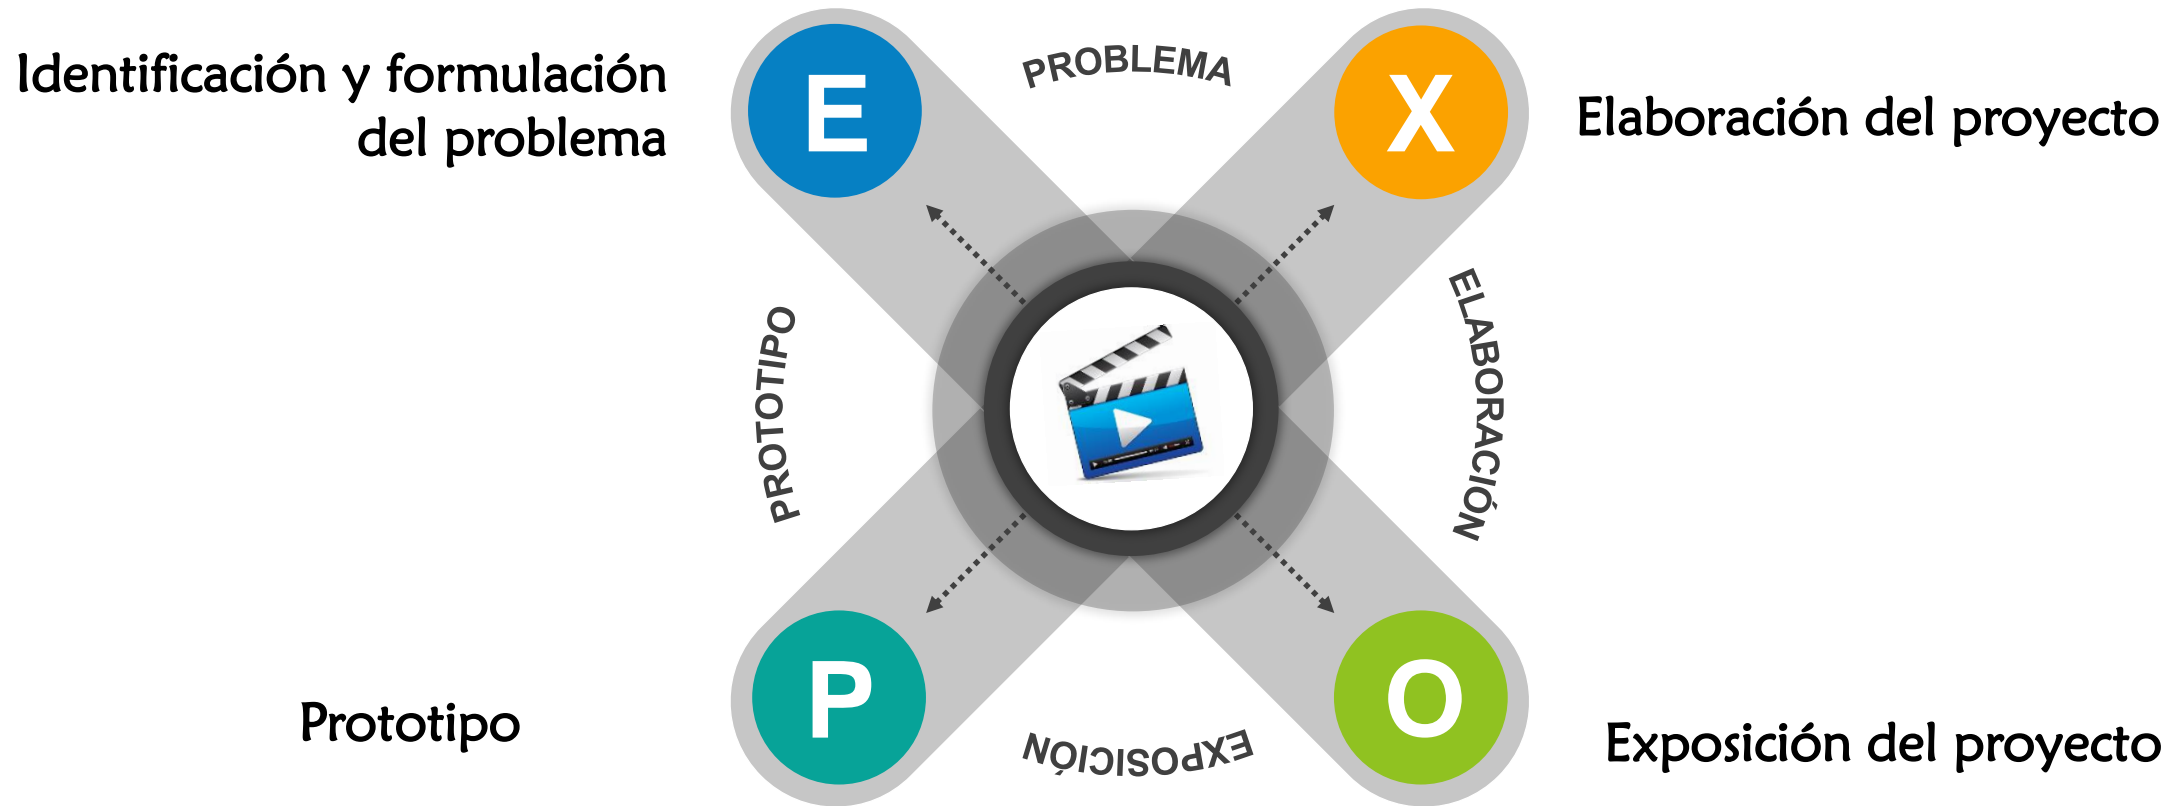 Identificación y formulación
del problema
E
PROBLEMA
X
Elaboración del proyecto
PROTOTIPO
ELABORACIÓN
Prototipo
P
EXPOSICIÓN
O
Exposición del proyecto